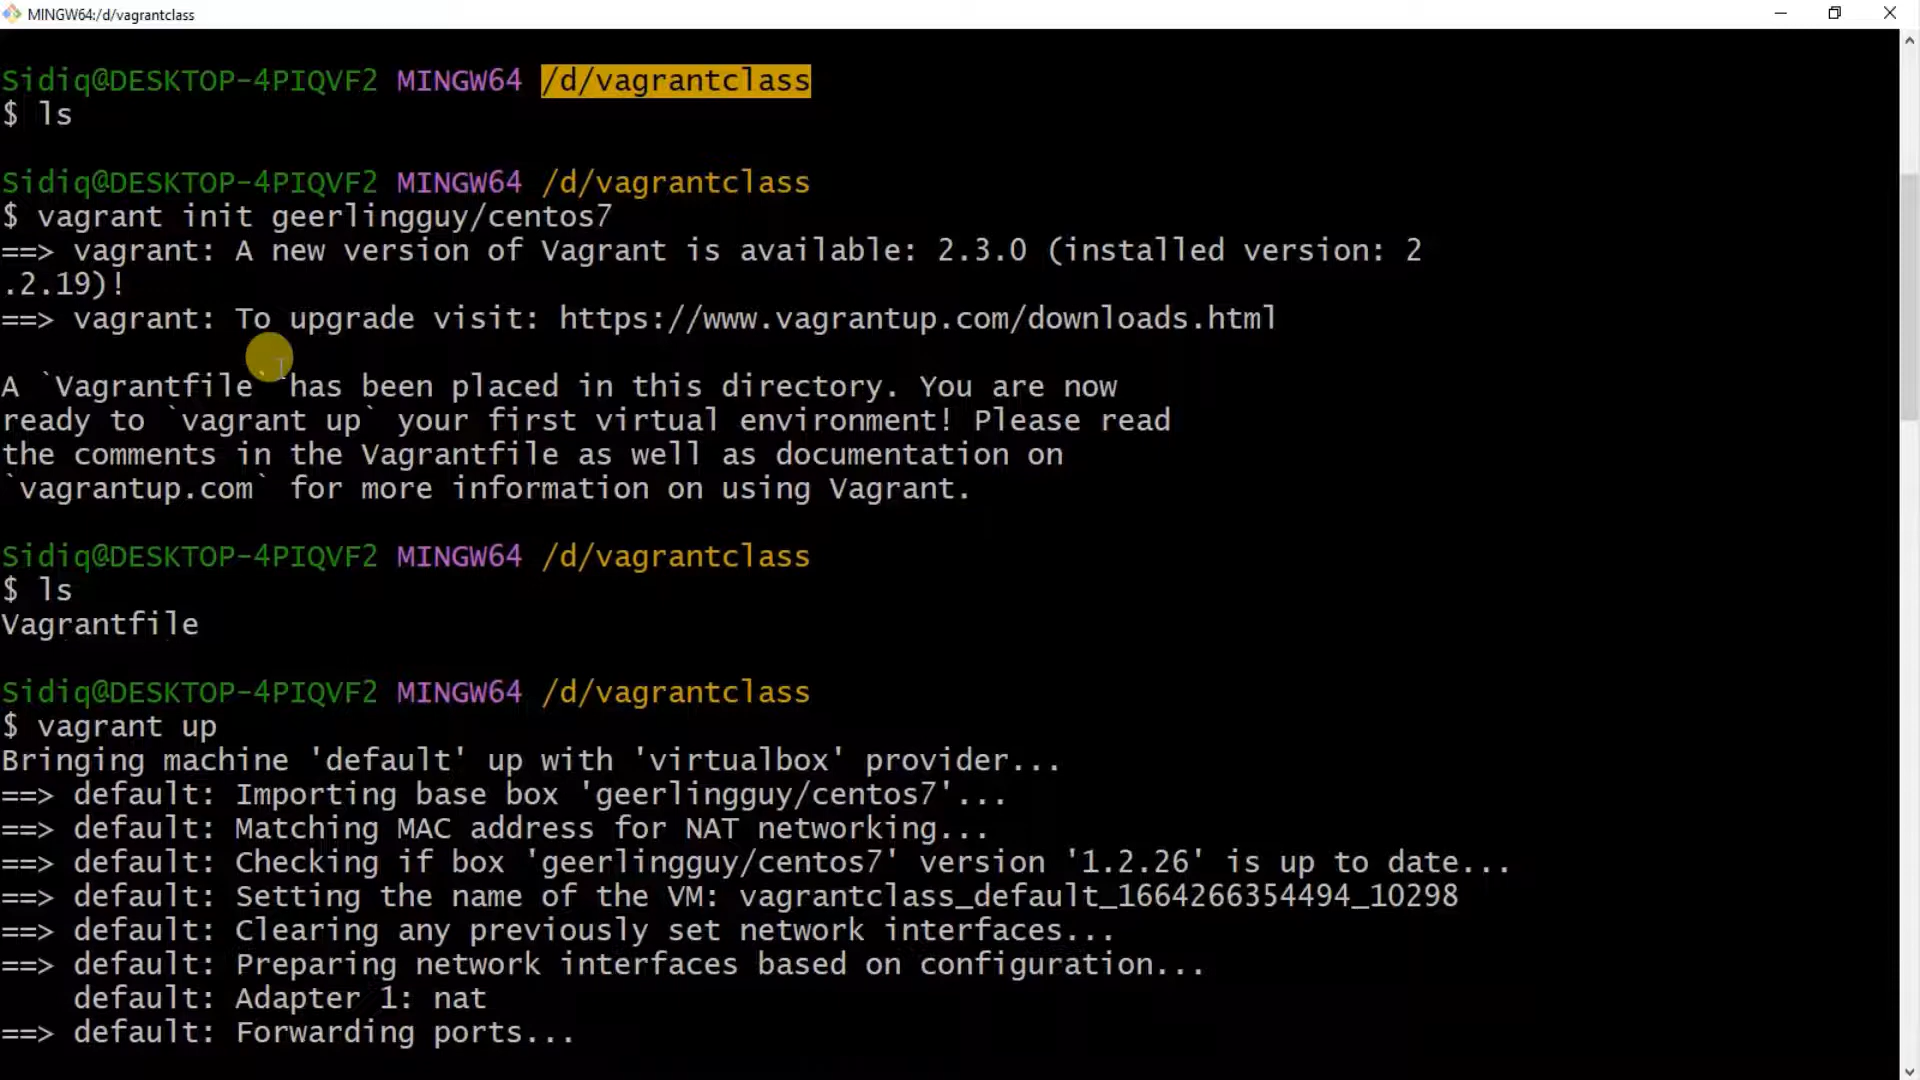 MINGW64:/d/vagrantclass
Sidiq@DESKTOP-4PIQVF2 MINGW64 /d/vagrantclass
$ ls
Sidiq@DESKTOP-4PIQVF2 MINGW64 /d/vagrantclass
$ vagrant init geerlingguy/centos7
==> vagrant: A new version of Vagrant is available: 2.3.0 (installed version: 2
.2.19)!
==> vagrant: To upgrade visit: https://www.vagrantup.com/downloads.html
A `Vagrantfile` has been placed in this directory. You are now
ready to `vagrant up` your first virtual environment! Please read
the comments in the Vagrantfile as well as documentation on
`vagrantup.com` for more information on using Vagrant.
Sidiq@DESKTOP-4PIQVF2 MINGW64 /d/vagrantclass
$ ls
Vagrantfile
Sidiq@DESKTOP-4PIQVF2 MINGW64 /d/vagrantclass
$ vagrant up
Bringing machine 'default' up with 'virtualbox' provider...
==> default: Importing base box 'geerlingguy/centos7'...
==> default: Matching MAC address for NAT networking...
==> default: Checking if box 'geerlingguy/centos7' version '1.2.26' is up to date...
==> default: Setting the name of the VM: vagrantclass_default_1664266354494_10298
==> default: Clearing any previously set network interfaces...
==> default: Preparing network interfaces based on configuration...
    default: Adapter 1: nat
==> default: Forwarding ports...